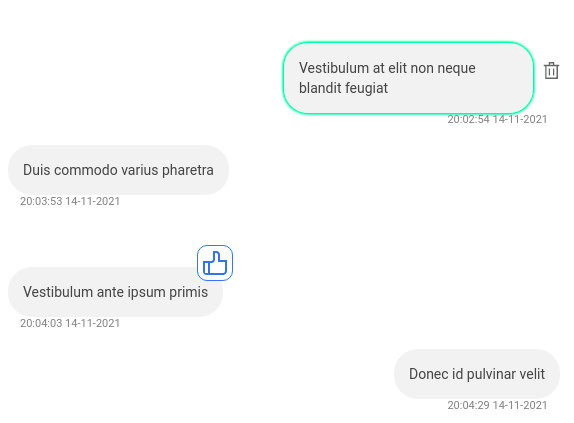 Vestibulum at elit non neque
blandit feugiat
20:02:54 14-11-2021
Duis commodo varius pharetra
20:03:53 14-11-2021
Vestibulum ante ipsum primis
20:04:03 14-11-2021
Donec id pulvinar velit
20:04:29 14-11-2021